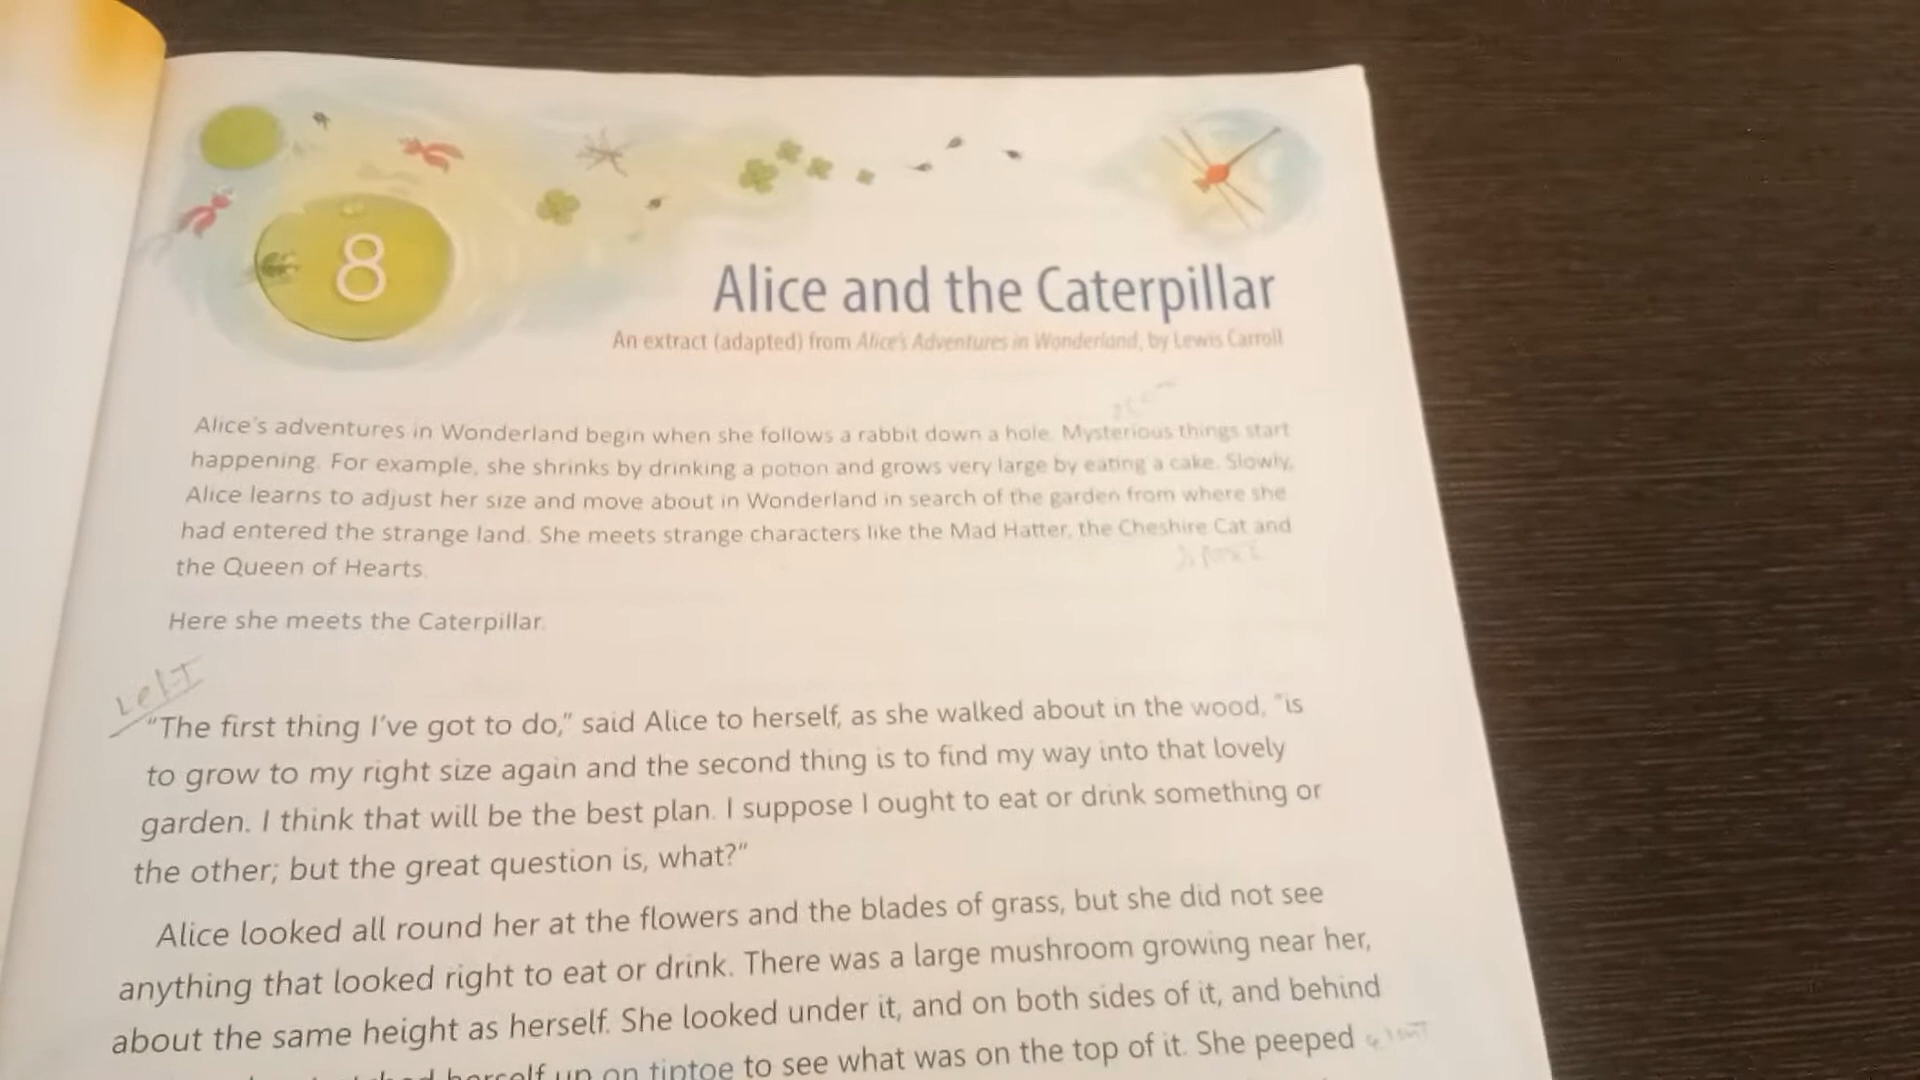 8
Alice and the Caterpillar
An extract (adapted) from Alice's Adventures in Wonderland, by Lewis Carroll
Alice's adventures in Wonderland begin when she follows a rabbit down a hole. Mysterious things start
happening. For example, she shrinks by drinking a potion and grows very large by eating a cake. Slowly,
Alice learns to adjust her size and move about in Wonderland in search of the garden from where she
had entered the strange land. She meets strange characters like the Mad Hatter, the Cheshire Cat and
the Queen of Hearts.
Here she meets the Caterpillar.
"The first thing I've got to do," said Alice to herself, as she walked about in the wood, "is
to grow to my right size again and the second thing is to find my way into that lovely
garden. I think that will be the best plan. I suppose I ought to eat or drink something or
the other; but the great question is, what?"
Alice looked all round her at the flowers and the blades of grass, but she did not see
anything that looked right to eat or drink. There was a large mushroom growing near her,
about the same height as herself. She looked under it, and on both sides of it, and behind
herself up on tiptoe to see what was on the top of it. She peeped